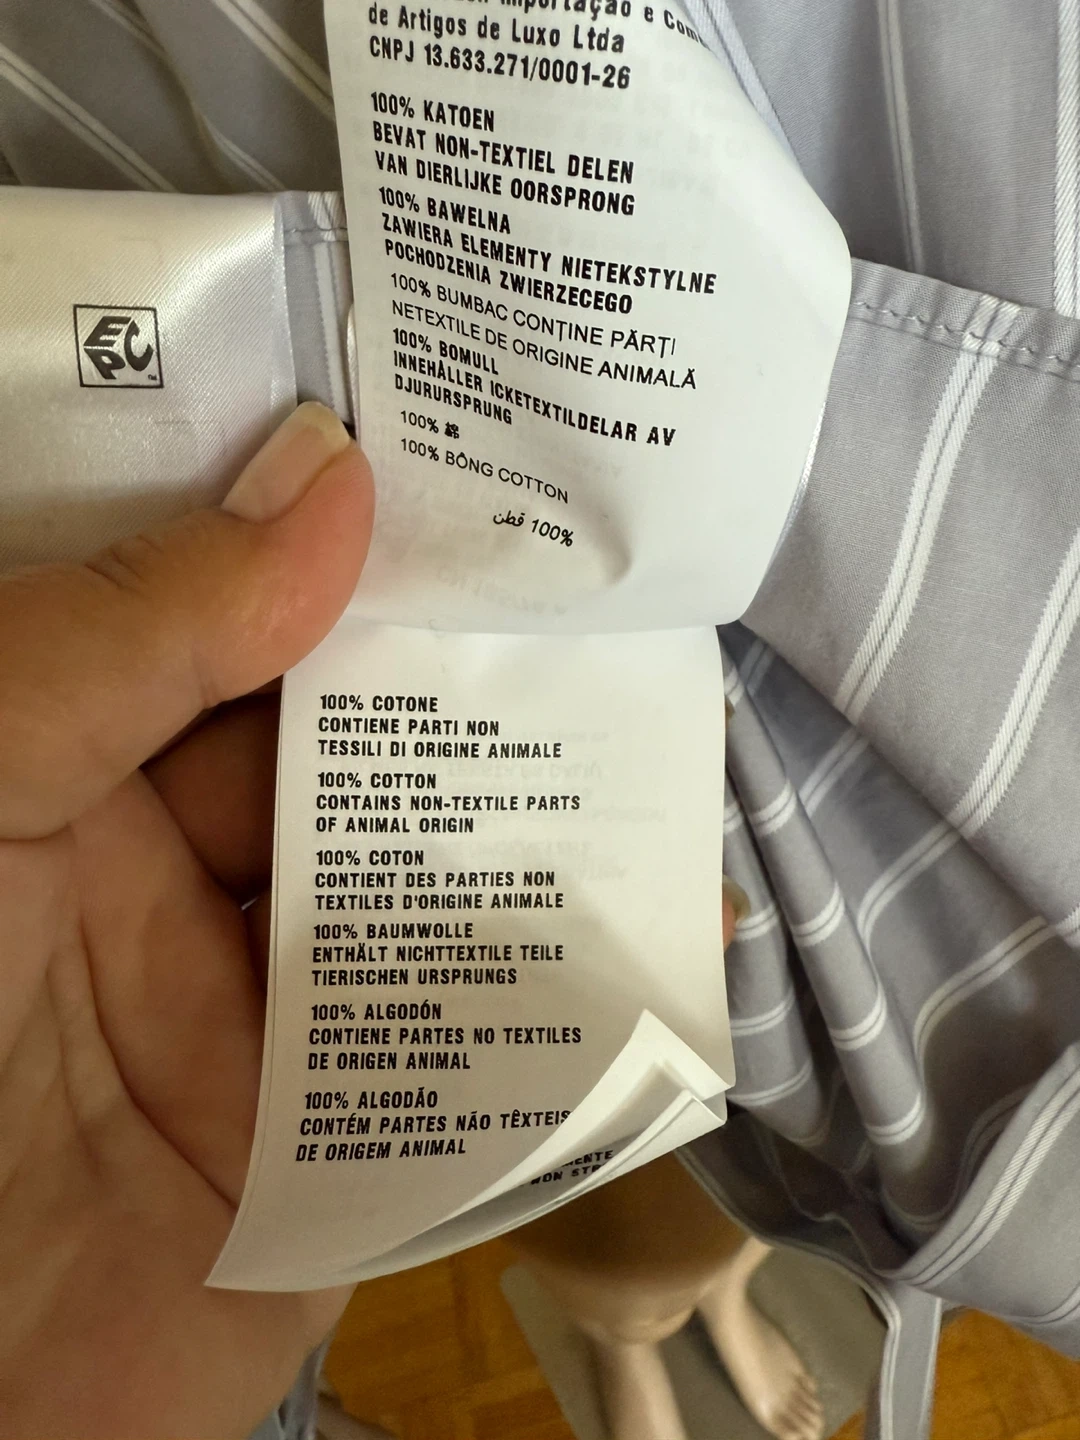 Importação e Com
de Artigos de Luxo Ltda
CNPJ 13.633.271/0001-26
100% KATOEN
BEVAT NON-TEXTIEL DELEN
VAN DIERLIJKE OORSPRONG
100% BAWELNA
ZAWIERA ELEMENTY NIETEKSTYLNE
POCHODZENIA ZWIERZECEGO
100% BUMBAC CONȚINE PĂRȚI
NETEXTILE DE ORIGINE ANIMALĂ
100% BOMULL
INNEHÅLLER ICKETEXTILDELAR AV
DJURURSPRUNG
100% 棉
100% BÔNG COTTON
100% قطن
EPC
TM
100% COTONE
CONTIENE PARTI NON
TESSILI DI ORIGINE ANIMALE
100% COTTON
CONTAINS NON-TEXTILE PARTS
OF ANIMAL ORIGIN
100% COTON
CONTIENT DES PARTIES NON
TEXTILES D'ORIGINE ANIMALE
100% BAUMWOLLE
ENTHÄLT NICHTTEXTILE TEILE
TIERISCHEN URSPRUNGS
100% ALGODÓN
CONTIENE PARTES NO TEXTILES
DE ORIGEN ANIMAL
100% ALGODÃO
CONTÉM PARTES NÃO TÊXTEIS
DE ORIGEM ANIMAL